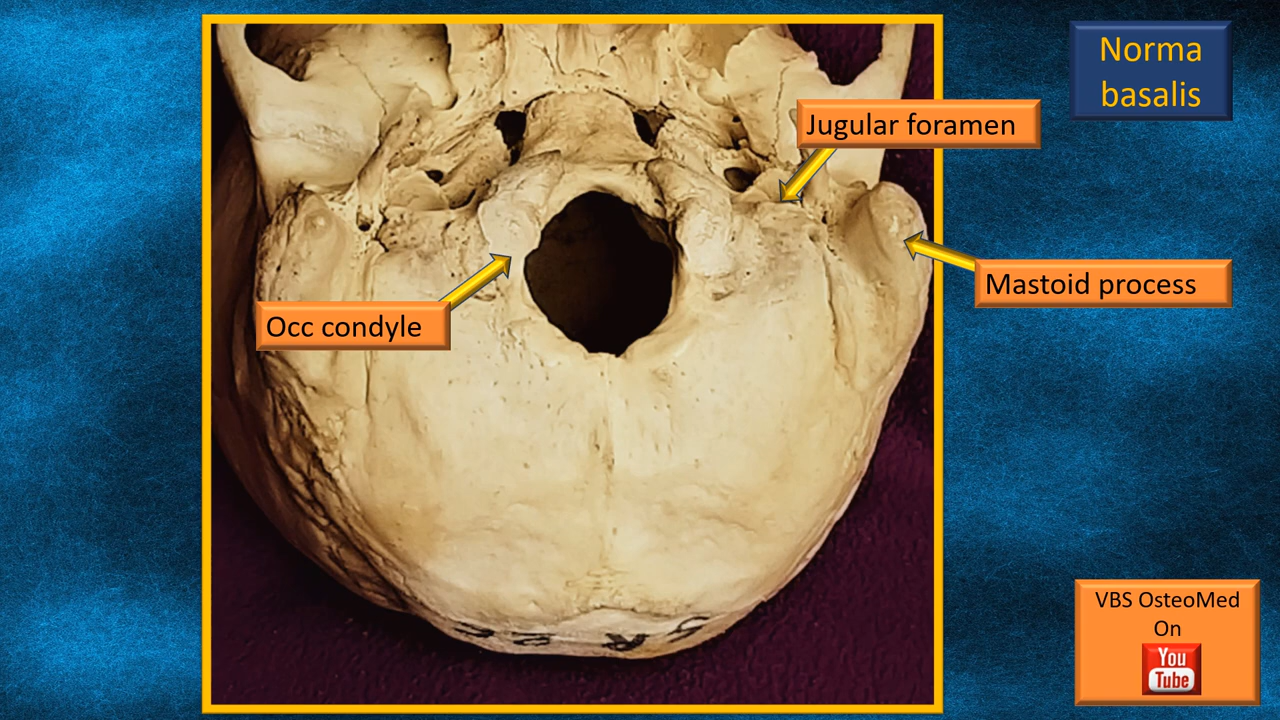 Norma
basalis
Jugular foramen
Mastoid process
Occ condyle
VBS OsteoMed
On
You
Tube